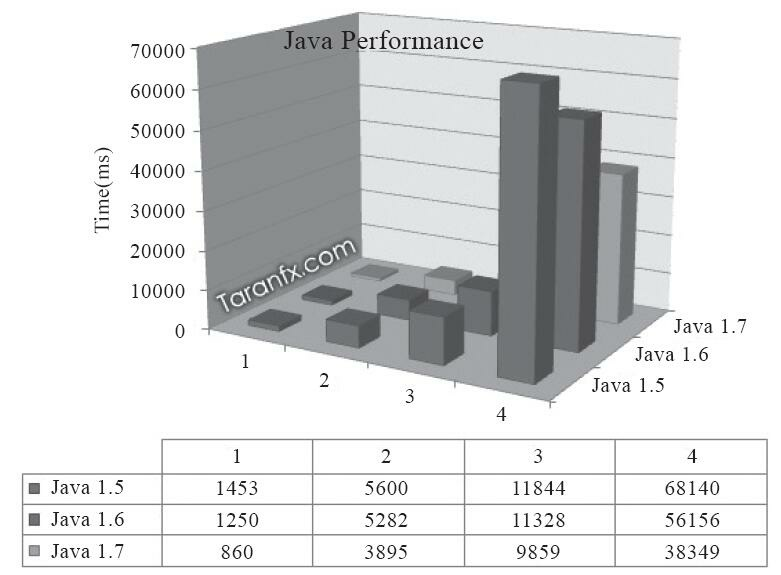 Java Performance
70000
60000
50000
40000
30000
20000
10000
0
Time(ms)
Taranfx.com
1
2
3
4
Java 1.7
Java 1.6
Java 1.5
1 2 3 4
Java 1.5 1453 5600 11844 68140
Java 1.6 1250 5282 11328 56156
Java 1.7 860 3895 9859 38349